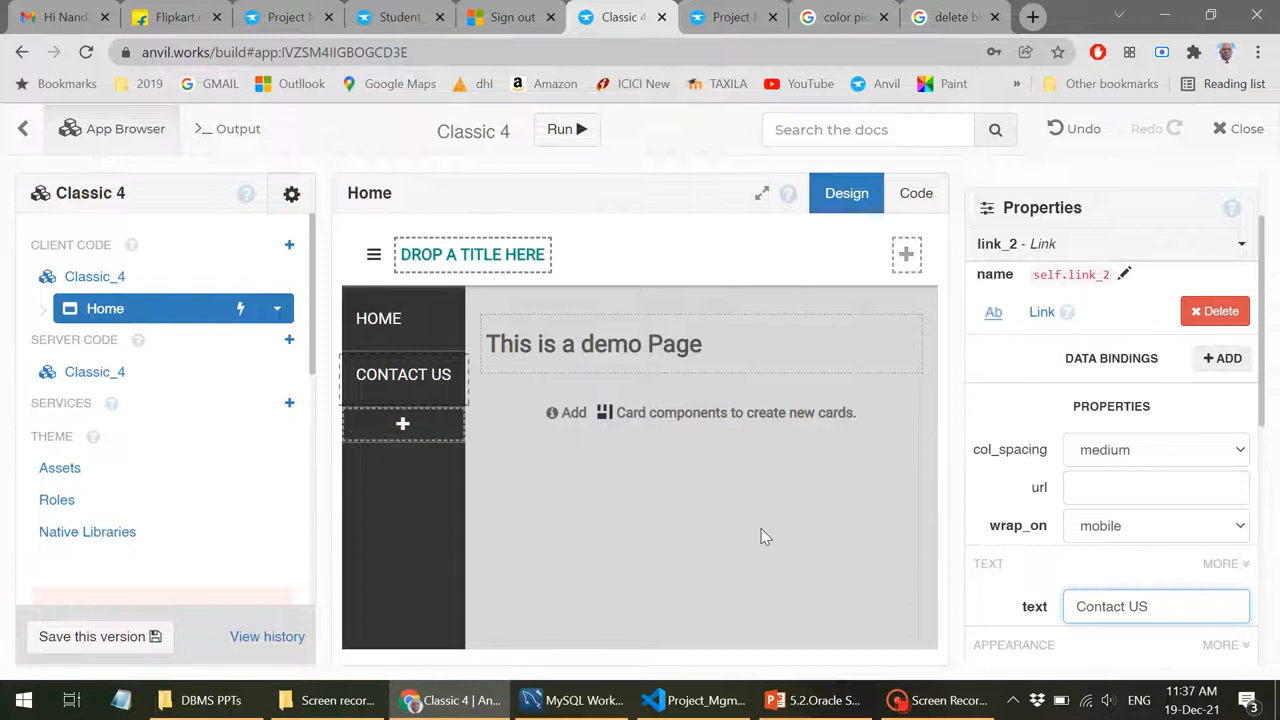 Hi Nand
Flipkart.
Project M
Student_
Sign out
Classic 4
Project M
color pic
delete b
anvil.works/build#app:IVZSM4IIGBOGCD3E
Bookmarks
2019
GMAIL
Outllook
Google Maps
dhl
Amazon
ICICI New
TAXILA
YouTube
Anvil
Paint
»
Other bookmarks
Reading list
App Browser
>_ Output
Classic 4
Run
Search the docs
Undo
Redo
Close
Classic 4
Home
Design
Code
Properties
CLIENT CODE
Classic_4
Home
SERVER CODE
Classic_4
SERVICES
THEME
Assets
Roles
Native Libraries
Save this version
View history
DROP A TITLE HERE
HOME
CONTACT US
This is a demo Page
Add Card components to create new cards.
link_2 - Link
name self.link_2
Ab Link Delete
DATA BINDINGS + ADD
PROPERTIES
col_spacing medium
url
wrap_on mobile
TEXT MORE
text Contact US
APPEARANCE MORE
DBMS PPTs
Screen recor...
Classic 4 | An...
MySQL Work...
Project_Mgm...
5.2.Oracle S...
Screen Recor...
ENG
11:37 AM
19-Dec-21
3